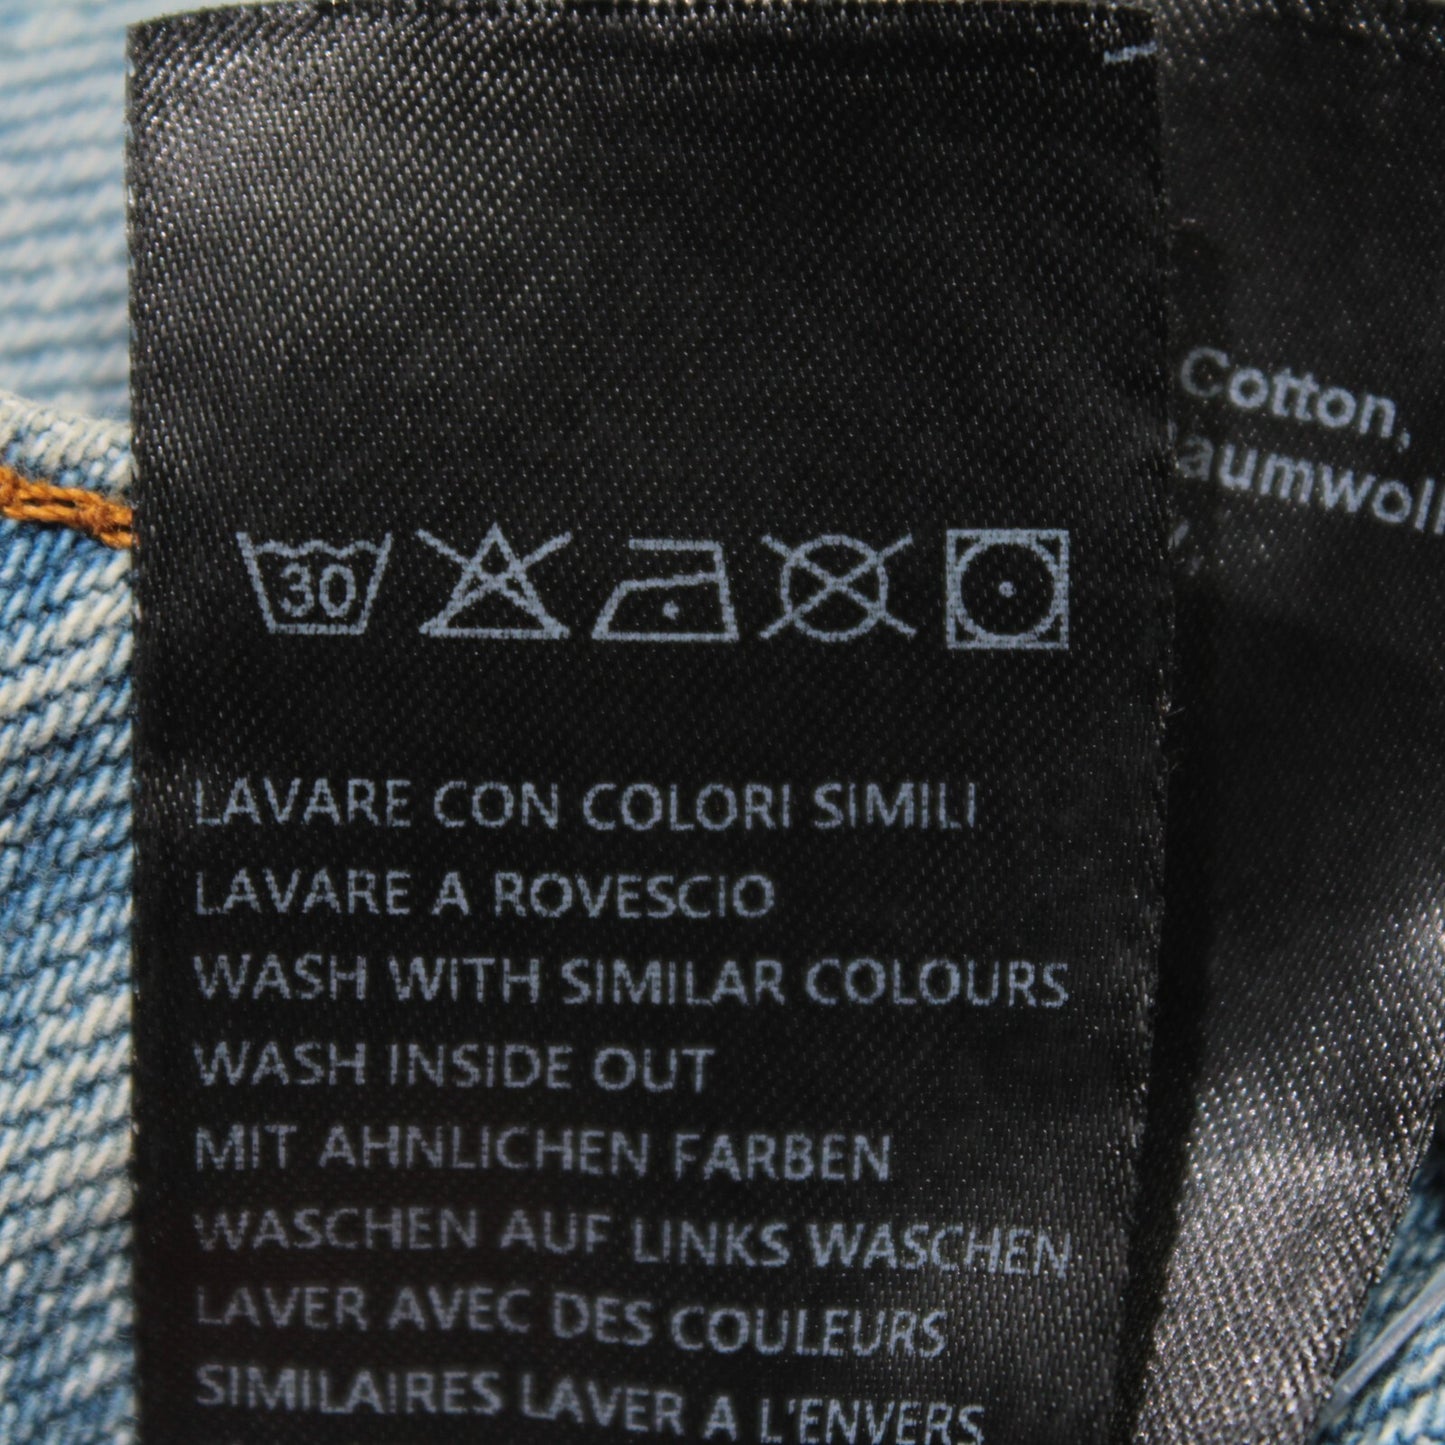 30
LAVARE CON COLORI SIMILI
LAVARE A ROVESCIO
WASH WITH SIMILAR COLOURS
WASH INSIDE OUT
MIT AHNLICHEN FARBEN
WASCHEN AUF LINKS WASCHEN
LAVER AVEC DES COULEURS
SIMILAIRES LAVER A L'ENVERS
Cotton,